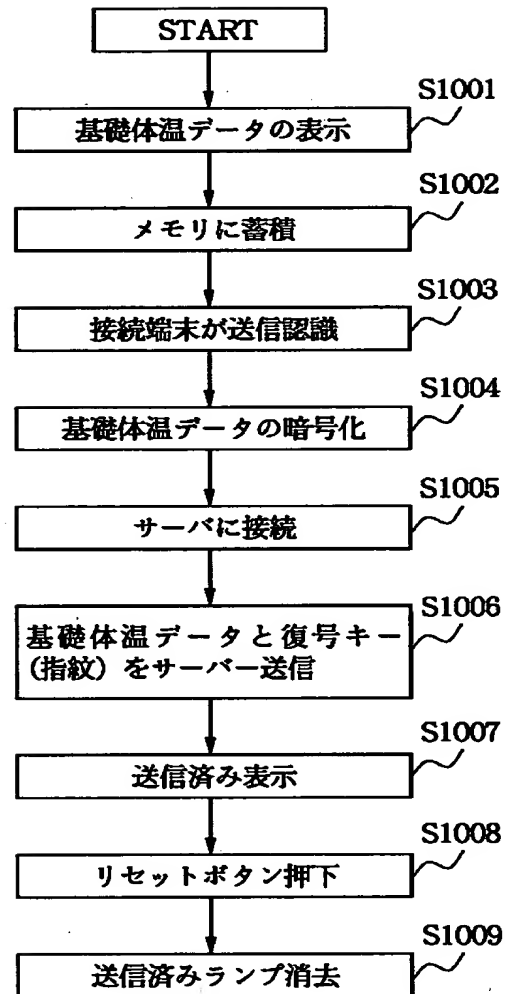 START
S1001
基礎体温データの表示
S1002
メモリに蓄積
S1003
接続端末が送信認識
S1004
基礎体温データの暗号化
S1005
サーバに接続
S1006
基礎体温データと復号キー
(指紋)をサーバー送信
S1007
送信済み表示
S1008
リセットボタン押下
S1009
送信済みランプ消去